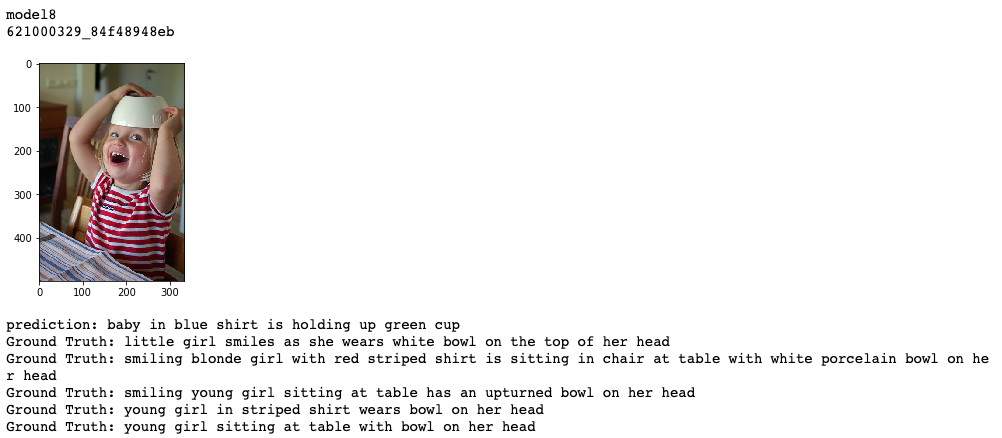 model8
621000329_84f48948eb
0
100
200
300
400
0 100 200 300
prediction: baby in blue shirt is holding up green cup
Ground Truth: little girl smiles as she wears white bowl on the top of her head
Ground Truth: smiling blonde girl with red striped shirt is sitting in chair at table with white porcelain bowl on he
r head
Ground Truth: smiling young girl sitting at table has an upturned bowl on her head
Ground Truth: young girl in striped shirt wears bowl on her head
Ground Truth: young girl sitting at table with bowl on her head